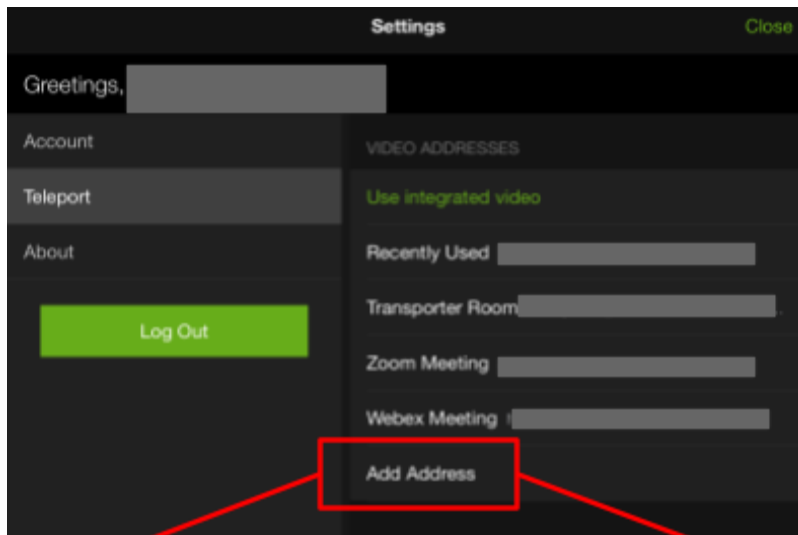 Settings
Close
Greetings,
Account
Teleport
About
Log Out
VIDEO ADDRESSES
Use integrated video
Recently Used
Transporter Room
Zoom Meeting
Webex Meeting
Add Address